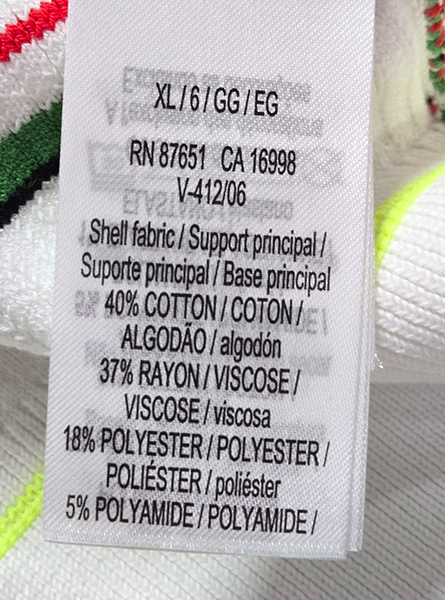 XL / 6 / GG / EG
RN 87651 CA 16998
V-412/06
Shell fabric / Support principal /
Suporte principal / Base principal
40% COTTON / COTON /
ALGODÃO / algodón
37% RAYON / VISCOSE /
VISCOSE / viscosa
18% POLYESTER / POLYESTER /
POLIÉSTER / poliéster
5% POLYAMIDE / POLYAMIDE /